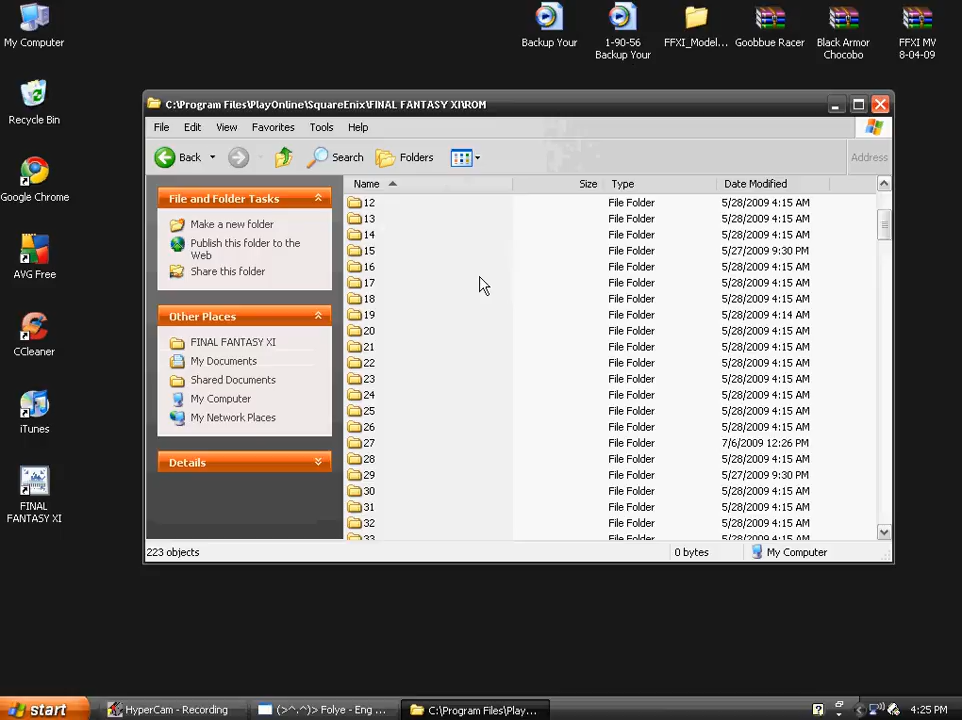 My Computer
Recycle Bin
Google Chrome
AVG Free
CCleaner
iTunes
FINAL
FANTASY XI
Backup Your
1-90-56
Backup Your
FFXI_Model...
Goobbue Racer
Black Armor
Chocobo
FFXI MV
8-04-09
C:\Program Files\PlayOnline\SquareEnix\FINAL FANTASY XI\ROM
File Edit View Favorites Tools Help
Back Search Folders Address
File and Folder Tasks
Make a new folder
Publish this folder to the
Web
Share this folder
Other Places
FINAL FANTASY XI
My Documents
Shared Documents
My Computer
My Network Places
Details
Name Size Type Date Modified
12 File Folder 5/28/2009 4:15 AM
13 File Folder 5/28/2009 4:15 AM
14 File Folder 5/28/2009 4:15 AM
15 File Folder 5/27/2009 9:30 PM
16 File Folder 5/28/2009 4:15 AM
17 File Folder 5/28/2009 4:15 AM
18 File Folder 5/28/2009 4:15 AM
19 File Folder 5/28/2009 4:14 AM
20 File Folder 5/28/2009 4:15 AM
21 File Folder 5/28/2009 4:15 AM
22 File Folder 5/28/2009 4:15 AM
23 File Folder 5/28/2009 4:15 AM
24 File Folder 5/28/2009 4:15 AM
25 File Folder 5/28/2009 4:15 AM
26 File Folder 5/28/2009 4:15 AM
27 File Folder 7/6/2009 12:26 PM
28 File Folder 5/28/2009 4:15 AM
29 File Folder 5/27/2009 9:30 PM
30 File Folder 5/28/2009 4:15 AM
31 File Folder 5/28/2009 4:15 AM
32 File Folder 5/28/2009 4:15 AM
33 File Folder 5/28/2009 4:15 AM
223 objects 0 bytes My Computer
start HyperCam - Recording (>^.^)> Folye - Eng ... C:\Program Files\Play... 4:25 PM